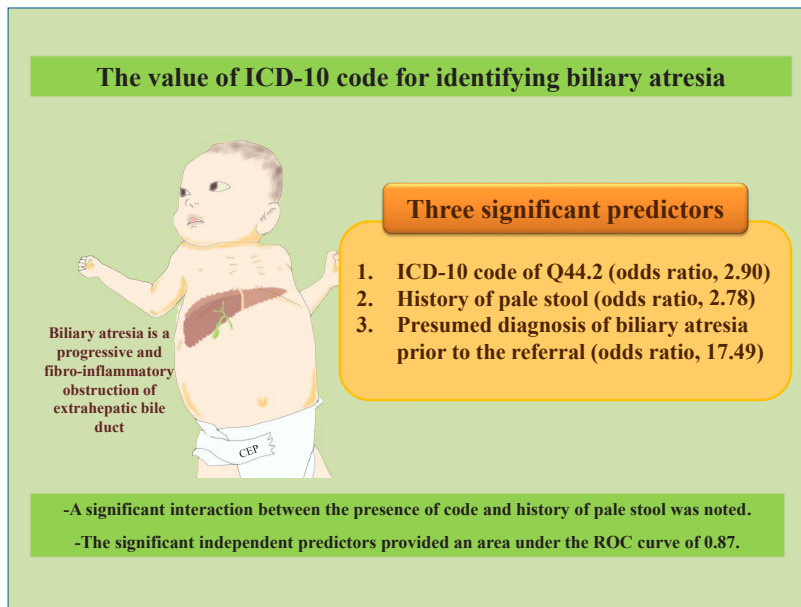 The value of ICD-10 code for identifying biliary atresia
Three significant predictors
1. ICD-10 code of Q44.2 (odds ratio, 2.90)
2. History of pale stool (odds ratio, 2.78)
3. Presumed diagnosis of biliary atresia
prior to the referral (odds ratio, 17.49)
Biliary atresia is a
progressive and
fibro-inflammatory
obstruction of
extrahepatic bile
duct
CEP
-A significant interaction between the presence of code and history of pale stool was noted.
-The significant independent predictors provided an area under the ROC curve of 0.87.